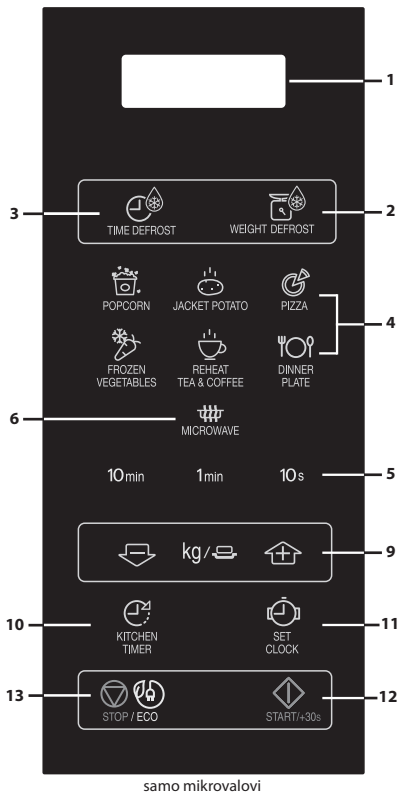 1
3
TIME DEFROST
WEIGHT DEFROST
2
POPCORN
JACKET POTATO
PIZZA
4
FROZEN
VEGETABLES
REHEAT
TEA & COFFEE
DINNER
PLATE
6
MICROWAVE
10min
1min
10s
5
kg/
9
10
KITCHEN
TIMER
SET
CLOCK
11
13
STOP / ECO
START/+30s
12
samo mikrovalovi